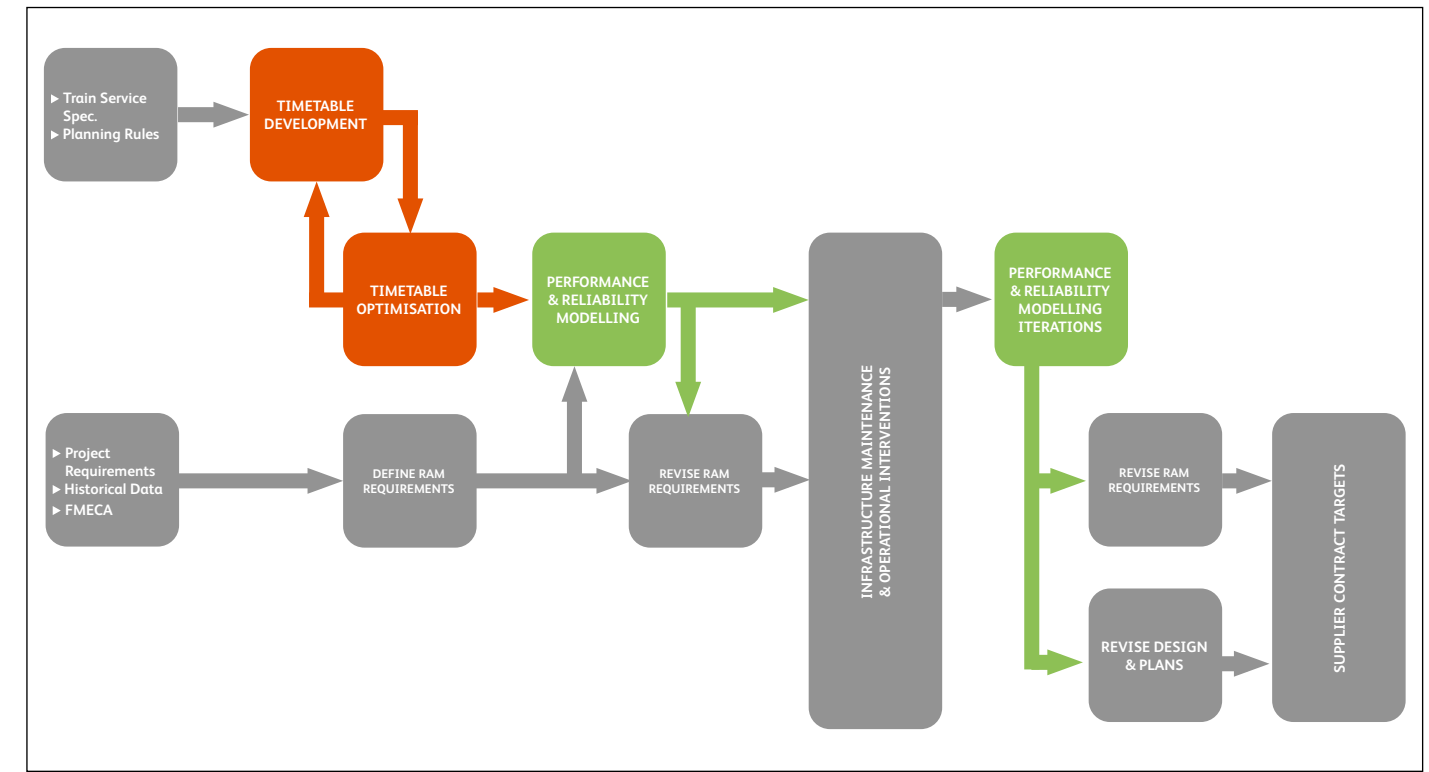 ▶ Train Service
Spec.
▶ Planning Rules
TIMETABLE
DEVELOPMENT
TIMETABLE
OPTIMISATION
PERFORMANCE
& RELIABILITY
MODELLING
▶ Project
Requirements
▶ Historical Data
▶ FMECA
DEFINE RAM
REQUIREMENTS
REVISE RAM
REQUIREMENTS
INFRASTRUCTURE MAINTENANCE
& OPERATIONAL INTERVENTIONS
PERFORMANCE
& RELIABILITY
MODELLING
ITERATIONS
REVISE RAM
REQUIREMENTS
REVISE DESIGN
& PLANS
SUPPLIER CONTRACT TARGETS